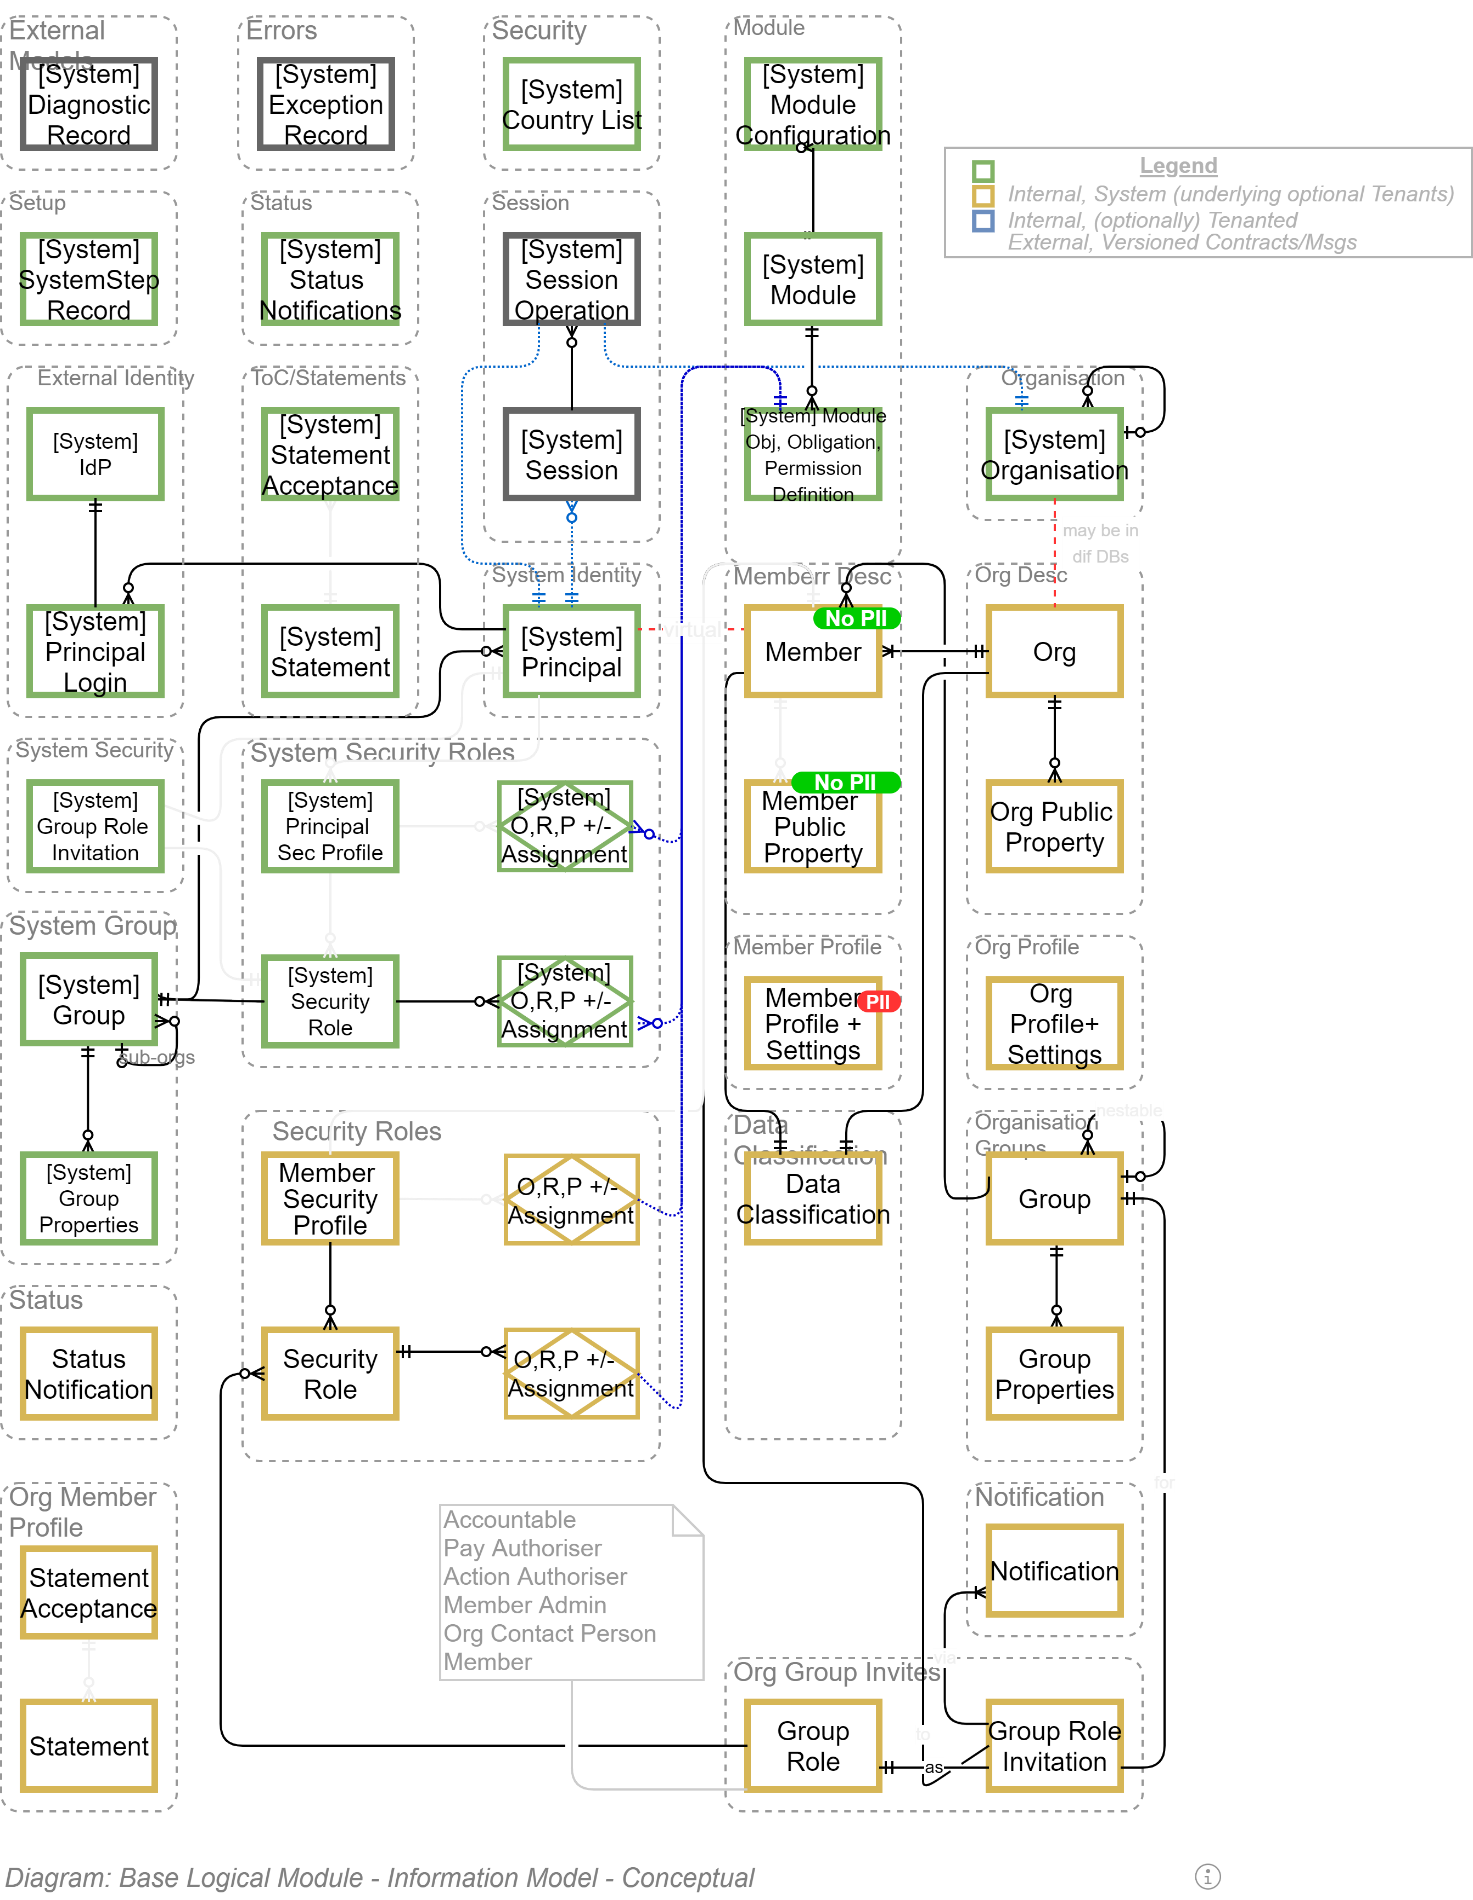 External
Models
[System]
Diagnostic
Record
Errors
[System]
Exception
Record
Security
[System]
Country List
Module
[System]
Module
Configuration
Legend
Internal, System (underlying optional Tenants)
Internal, (optionally) Tenanted
External, Versioned Contracts/Msgs
Setup
[System]
SystemStep
Record
Status
[System]
Status
Notifications
Session
[System]
Session
Operation
[System]
Module
External Identity
[System]
IdP
ToC/Statements
[System]
Statement
Acceptance
[System]
Session
[System] Module
Obj, Obligation,
Permission
Definition
Organisation
[System]
Organisation
may be in
dif DBs
[System]
Principal
Login
[System]
Statement
System Identity
[System]
Principal
virtual
Memberr Desc
No PII
Member
Org Desc
Org
System Security
[System]
Group Role
Invitation
System Security Roles
[System]
Principal
Sec Profile
[System]
O,R,P +/-
Assignment
No PII
Member
Public
Property
Org Public
Property
System Group
[System]
Group
sub-orgs
[System]
Security
Role
[System]
O,R,P +/-
Assignment
Member Profile
Member
PII
Profile +
Settings
Org Profile
Org
Profile+
Settings
[System]
Group
Properties
Security Roles
Member
Security
Profile
O,R,P +/-
Assignment
Data
Classification
Data
Classification
Organisation
Groups
nestable
Group
Status
Status
Notification
Security
Role
O,R,P +/-
Assignment
Group
Properties
Org Member
Profile
Statement
Acceptance
Statement
Accountable
Pay Authoriser
Action Authoriser
Member Admin
Org Contact Person
Member
for
Notification
Notification
via
Org Group Invites
Group
Role
to
as
Group Role
Invitation
Diagram: Base Logical Module - Information Model - Conceptual
i